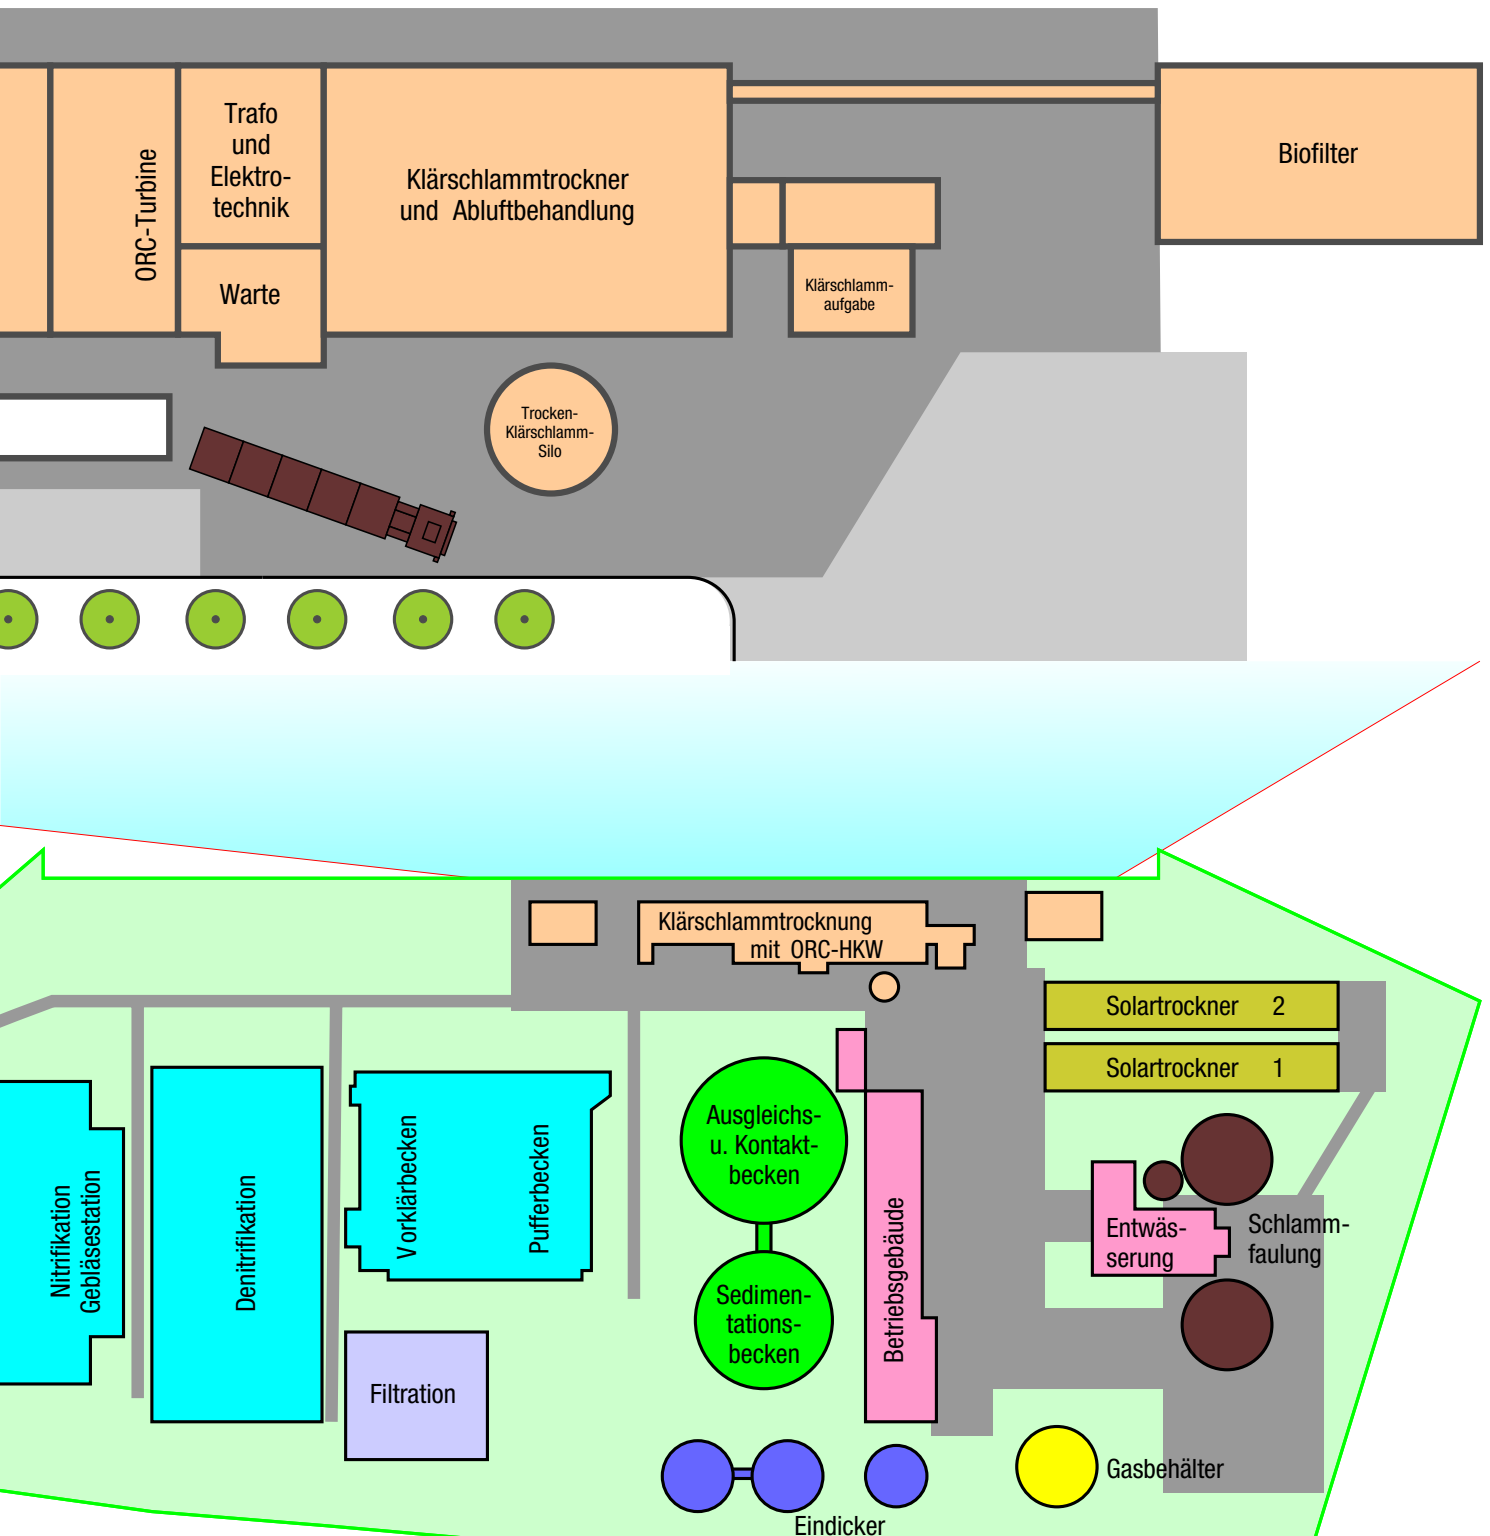 ORC-Turbine
Trafo
und
Elektro-
technik
Warte
Klärschlammtrockner
und Abluftbehandlung
Klärschlamm-
aufgabe
Biofilter
Trocken-
Klärschlamm-
Silo
Klärschlammtrocknung
mit ORC-HKW
Solartrockner 2
Solartrockner 1
Nitrifikation
Gebläsestation
Denitrifikation
Vorklärbecken
Pufferbecken
Filtration
Ausgleichs-
u. Kontakt-
becken
Sedimen-
tations-
becken
Betriebsgebäude
Entwäs-
serung
Schlamm-
faulung
Gasbehälter
Eindicker